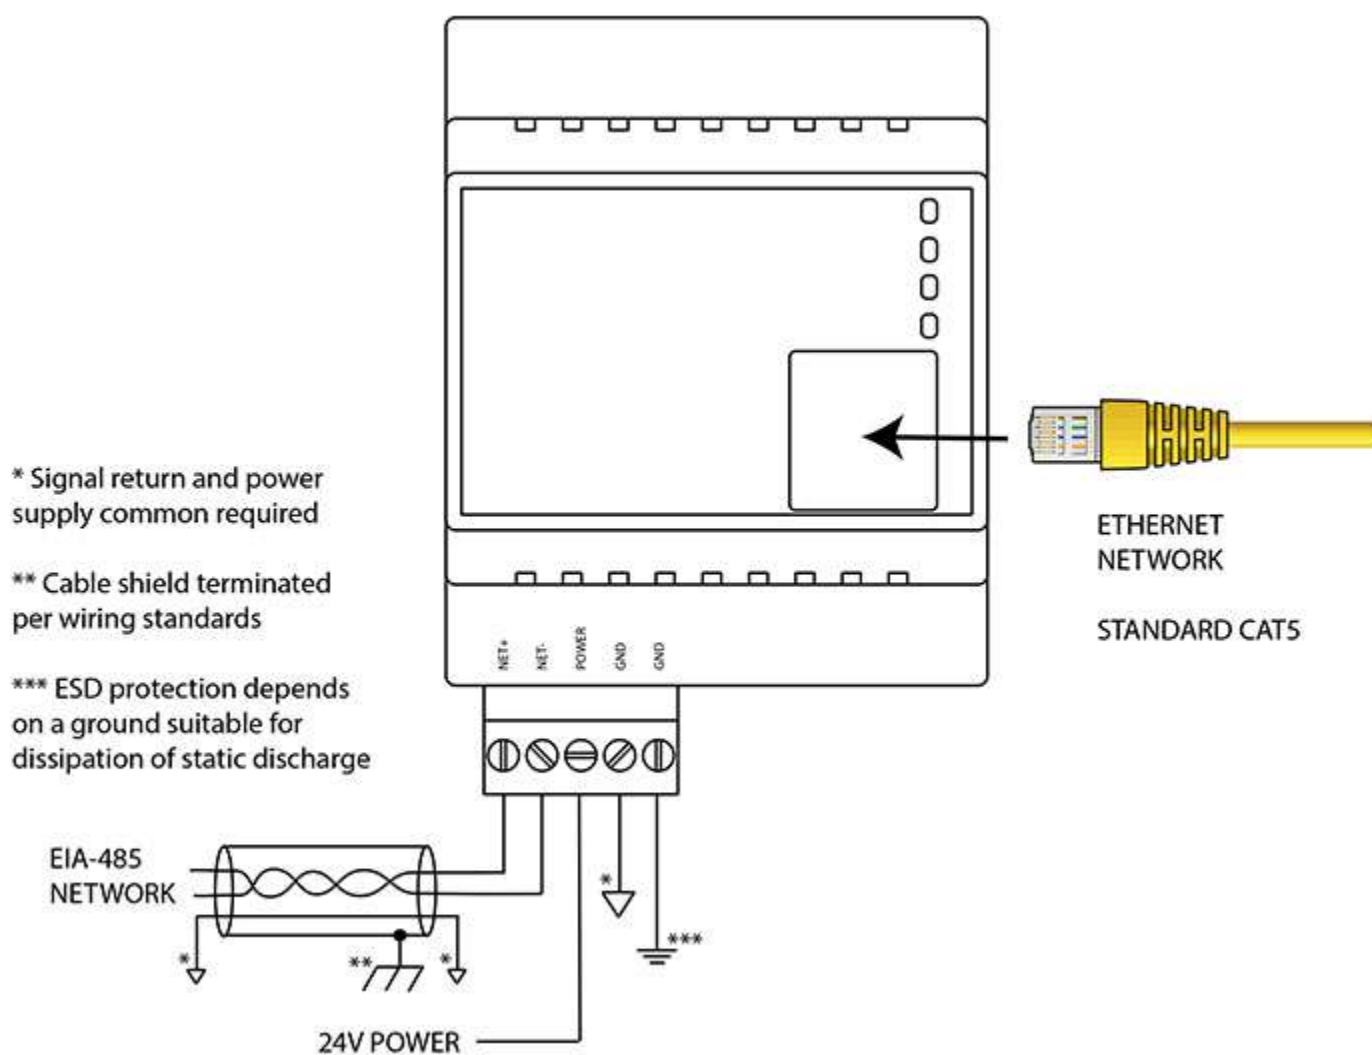 * Signal return and power
supply common required
** Cable shield terminated
per wiring standards
*** ESD protection depends
on a ground suitable for
dissipation of static discharge
ETHERNET
NETWORK
STANDARD CAT5
NET+
NET-
POWER
GND
GND
EIA-485
NETWORK
*
**
*
*
***
24V POWER